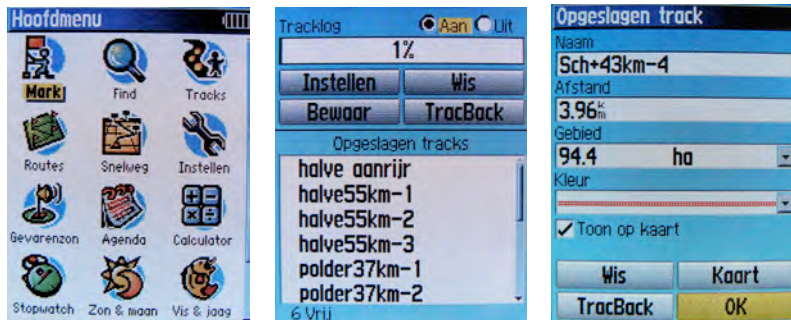 Hoofdmenu
Mark Find Tracks
Routes Snelweg Instellen
Gevarenzon Agenda Calculator
Stopwatch Zon & maan Vis & jaag
Tracklog Aan Uit
1%
Instellen Wis
Bewaar TracBack
Opgeslagen tracks
halve aanrij
halve55km-1
halve55km-2
halve55km-3
polder37km-1
polder37km-2
6 Vrij
Opgeslagen track
Naam
Sch+43km-4
Afstand
3.96 km
Gebied
94.4 ha
Kleur
Toon op kaart
Wis Kaart
TracBack OK